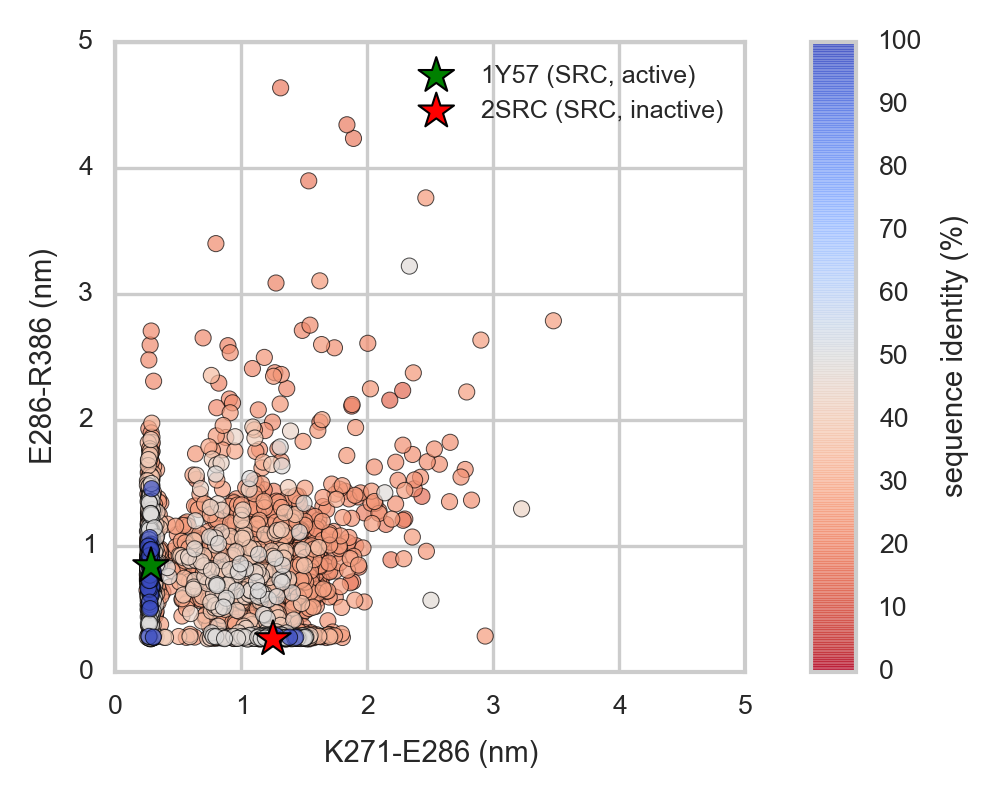 1Y57 (SRC, active)
2SRC (SRC, inactive)
5
4
3
2
1
0
E286-R386 (nm)
0 1 2 3 4 5
K271-E286 (nm)
100
90
80
70
60
50
40
30
20
10
0
sequence identity (%)